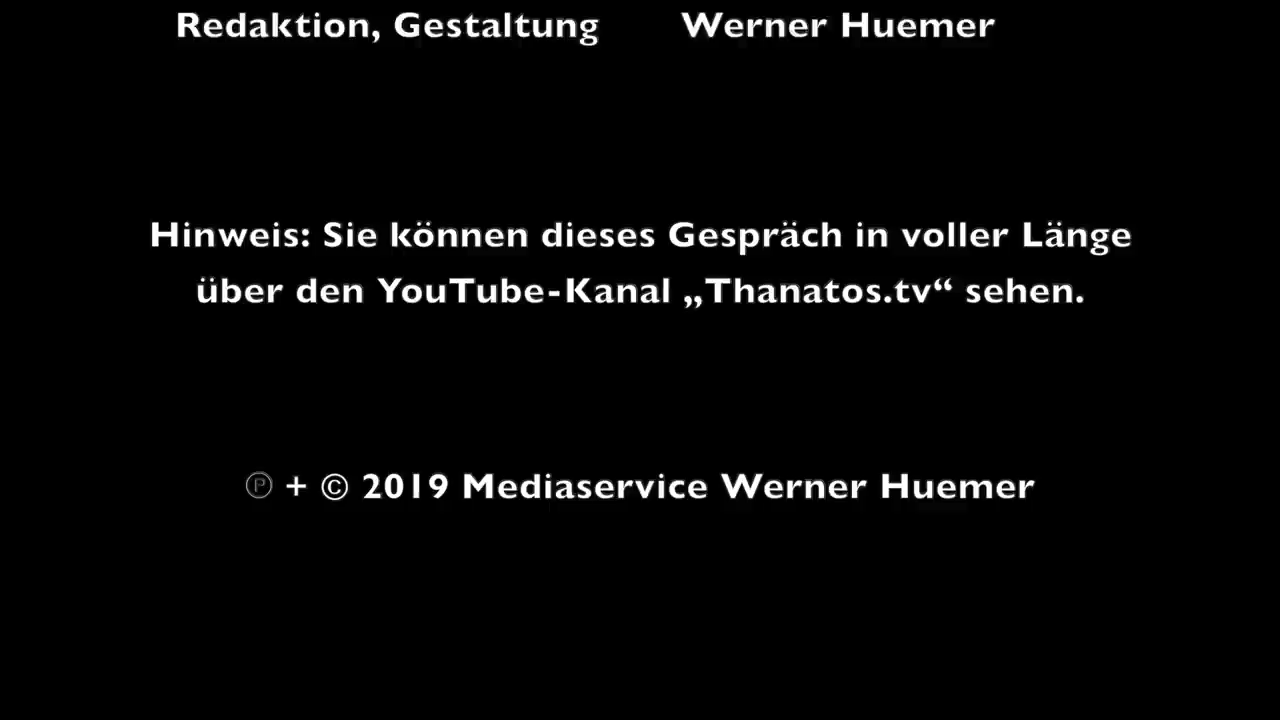 Redaktion, Gestaltung Werner Huemer
Hinweis: Sie können dieses Gespräch in voller Länge
über den YouTube-Kanal „Thanatos.tv“ sehen.
℗ + © 2019 Mediaservice Werner Huemer